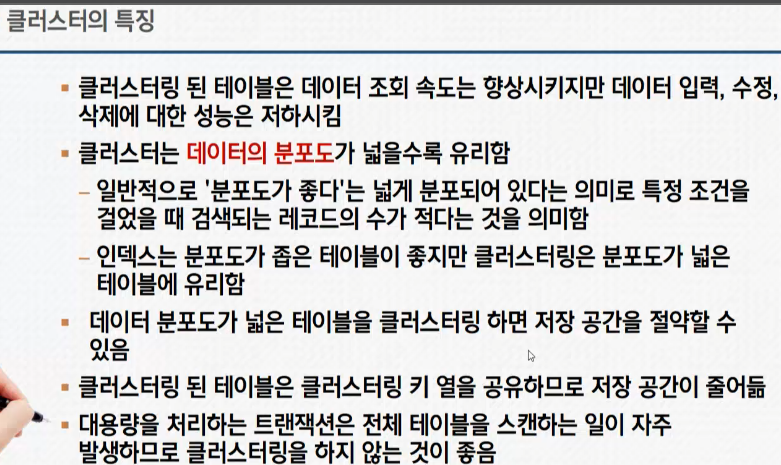 클러스터의 특징
▪ 클러스터링 된 테이블은 데이터 조회 속도는 향상시키지만 데이터 입력, 수정,
삭제에 대한 성능은 저하시킴
▪ 클러스터는 데이터의 분포도가 넓을수록 유리함
– 일반적으로 '분포도가 좋다'는 넓게 분포되어 있다는 의미로 특정 조건을
걸었을 때 검색되는 레코드의 수가 적다는 것을 의미함
– 인덱스는 분포도가 좁은 테이블이 좋지만 클러스터링은 분포도가 넓은
테이블에 유리함
▪ 데이터 분포도가 넓은 테이블을 클러스터링 하면 저장 공간을 절약할 수
있음
▪ 클러스터링 된 테이블은 클러스터링 키 열을 공유하므로 저장 공간이 줄어듦
▪ 대용량을 처리하는 트랜잭션은 전체 테이블을 스캔하는 일이 자주
발생하므로 클러스터링을 하지 않는 것이 좋음